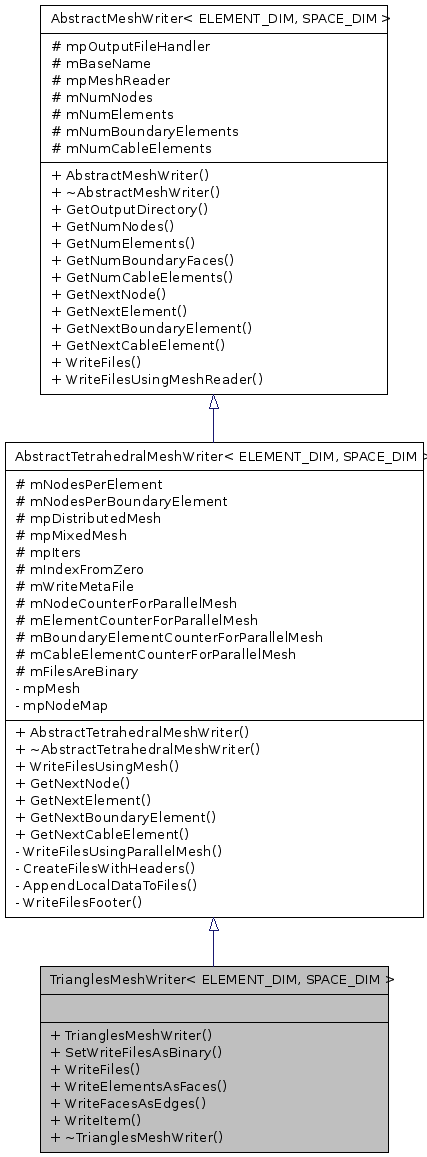 AbstractMeshWriter< ELEMENT_DIM, SPACE_DIM >
# mpOutputFileHandler
# mBaseName
# mpMeshReader
# mNumNodes
# mNumElements
# mNumBoundaryElements
# mNumCableElements
+ AbstractMeshWriter()
+ ~AbstractMeshWriter()
+ GetOutputDirectory()
+ GetNumNodes()
+ GetNumElements()
+ GetNumBoundaryFaces()
+ GetNumCableElements()
+ GetNextNode()
+ GetNextElement()
+ GetNextBoundaryElement()
+ GetNextCableElement()
+ WriteFiles()
+ WriteFilesUsingMeshReader()
AbstractTetrahedralMeshWriter< ELEMENT_DIM, SPACE_DIM >
# mNodesPerElement
# mNodesPerBoundaryElement
# mpDistributedMesh
# mpMixedMesh
# mpIters
# mIndexFromZero
# mWriteMetaFile
# mNodeCounterForParallelMesh
# mElementCounterForParallelMesh
# mBoundaryElementCounterForParallelMesh
# mCableElementCounterForParallelMesh
# mFilesAreBinary
- mpMesh
- mpNodeMap
+ AbstractTetrahedralMeshWriter()
+ ~AbstractTetrahedralMeshWriter()
+ WriteFilesUsingMesh()
+ GetNextNode()
+ GetNextElement()
+ GetNextBoundaryElement()
+ GetNextCableElement()
- WriteFilesUsingParallelMesh()
- CreateFilesWithHeaders()
- AppendLocalDataToFiles()
- WriteFilesFooter()
TrianglesMeshWriter< ELEMENT_DIM, SPACE_DIM >
+ TrianglesMeshWriter()
+ SetWriteFilesAsBinary()
+ WriteFiles()
+ WriteElementsAsFaces()
+ WriteFacesAsEdges()
+ WriteItem()
+ ~TrianglesMeshWriter()